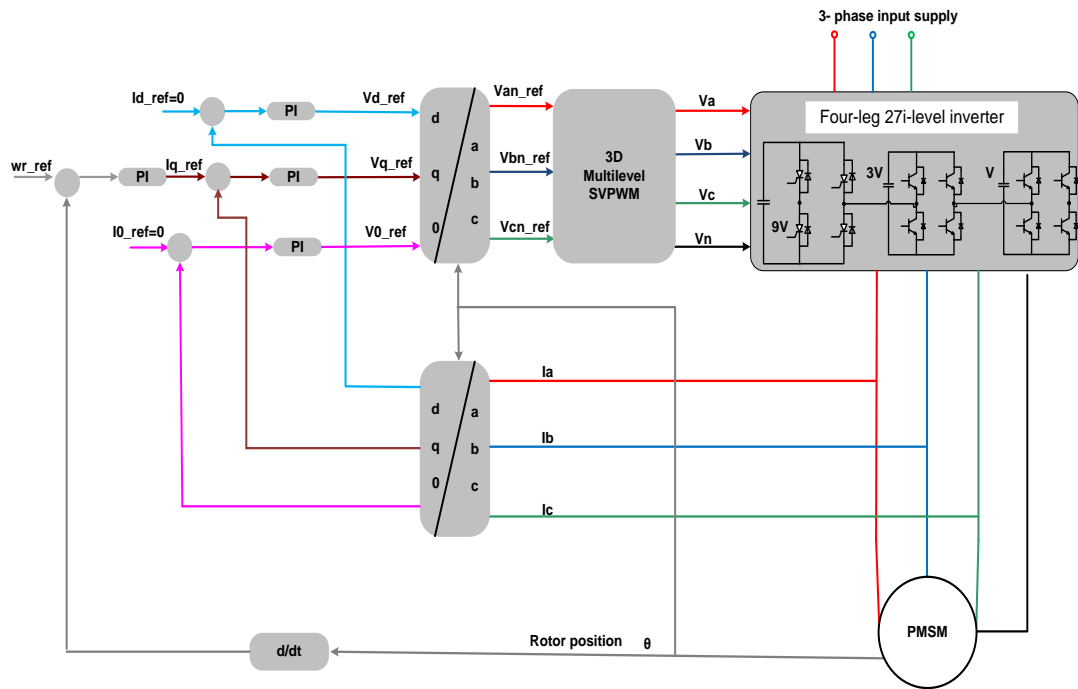 3- phase input supply
Id_ref=0
PI
Vd_ref
d
Van_ref
Va
Four-leg 27i-level inverter
a
3D
Multilevel
SVPWM
Vb
wr_ref
PI
Iq_ref
PI
Vq_ref
q
b
Vbn_ref
3V
V
Vc
9V
I0_ref=0
PI
V0_ref
0
c
Vcn_ref
Vn
d
a
Ia
q
b
Ib
0
c
Ic
d/dt
Rotor position θ
PMSM